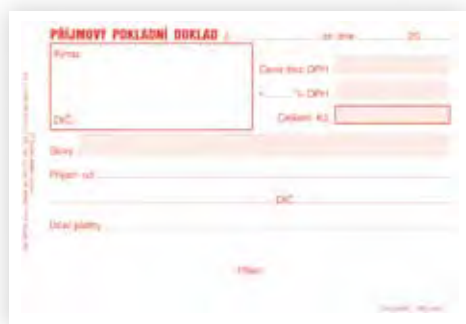 PŘÍJMOVÝ POKLADNÍ DOKLAD č. ze dne 20
Firma:
Cena bez DPH
+ % DPH
DIČ: Celkem Kč
Slovy
Přijato od
DIČ
Účel platby
Přijal